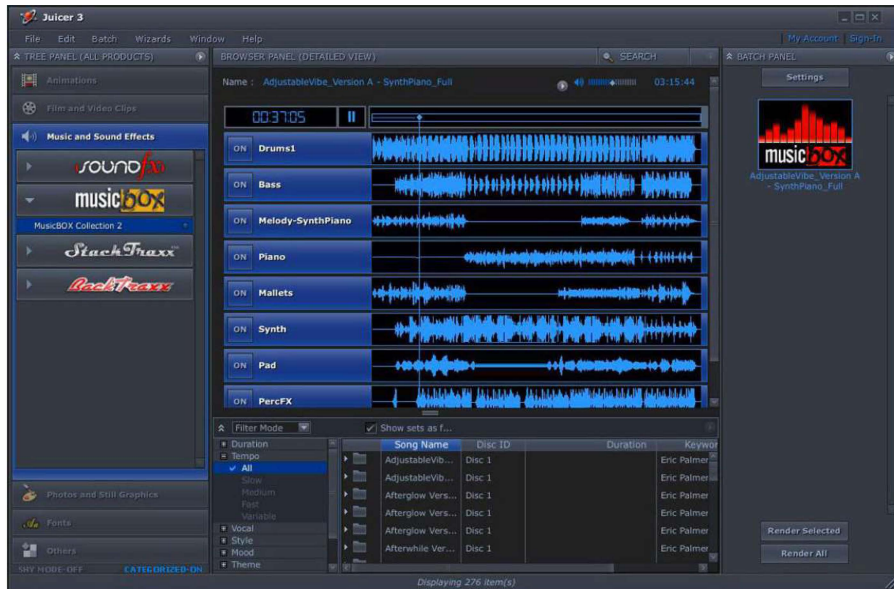 Juicer 3
File Edit Batch Wizards Window Help
My Account Sign-In
TREE PANEL (ALL PRODUCTS)
BROWSER PANEL (DETAILED VIEW)
SEARCH
BATCH PANEL
Animations
Film and Video Clips
Music and Sound Effects
SOUNDfx
musicbox
MusicBOX Collection 2
StackTraxx
BackTraxx
Photos and Still Graphics
Fonts
Others
SHY MODE-OFF CATEGORIZED-ON
Name : AdjustableVibe_Version A - SynthPiano_Full
03:15:44
00:37:05
ON Drums1
ON Bass
ON Melody-SynthPiano
ON Piano
ON Mallets
ON Synth
ON Pad
ON PercFX
Filter Mode
Show sets as f...
Duration
Tempo
All
Slow
Medium
Fast
Variable
Vocal
Style
Mood
Theme
Song Name Disc ID Duration Keywor
AdjustableVib... Disc 1 Eric Palmer
AdjustableVib... Disc 1 Eric Palmer
Afterglow Vers... Disc 1 Eric Palmer
Afterglow Vers... Disc 1 Eric Palmer
Afterglow Vers... Disc 1 Eric Palmer
Afterwhile Ver... Disc 1 Eric Palmer
Settings
musicbox
AdjustableVibe_Version A
- SynthPiano_Full
Render Selected
Render All
Displaying 276 item(s)